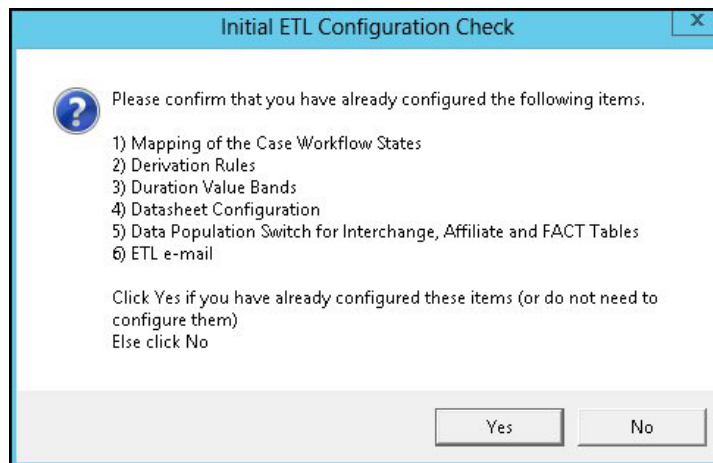 Initial ETL Configuration Check
x
?
Please confirm that you have already configured the following items.
1) Mapping of the Case Workflow States
2) Derivation Rules
3) Duration Value Bands
4) Datasheet Configuration
5) Data Population Switch for Interchange, Affiliate and FACT Tables
6) ETL e-mail
Click Yes if you have already configured these items (or do not need to
configure them)
Else click No
Yes
No